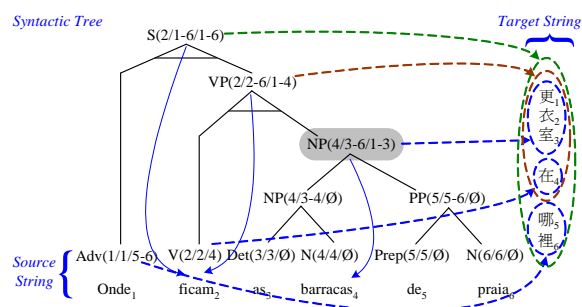 Syntactic Tree
Target String
S(2/1-6/1-6)
VP(2/2-6/1-4)
NP(4/3-6/1-3)
NP(4/3-4/Ø)
PP(5/5-6/Ø)
Adv(1/1/5-6) V(2/2/4) Det(3/3/Ø) N(4/4/Ø) Prep(5/5/Ø) N(6/6/Ø)
Source String
Onde1 ficam2 as3 barracas4 de5 praia6
更1
衣2
室3
在4
哪5
裡6